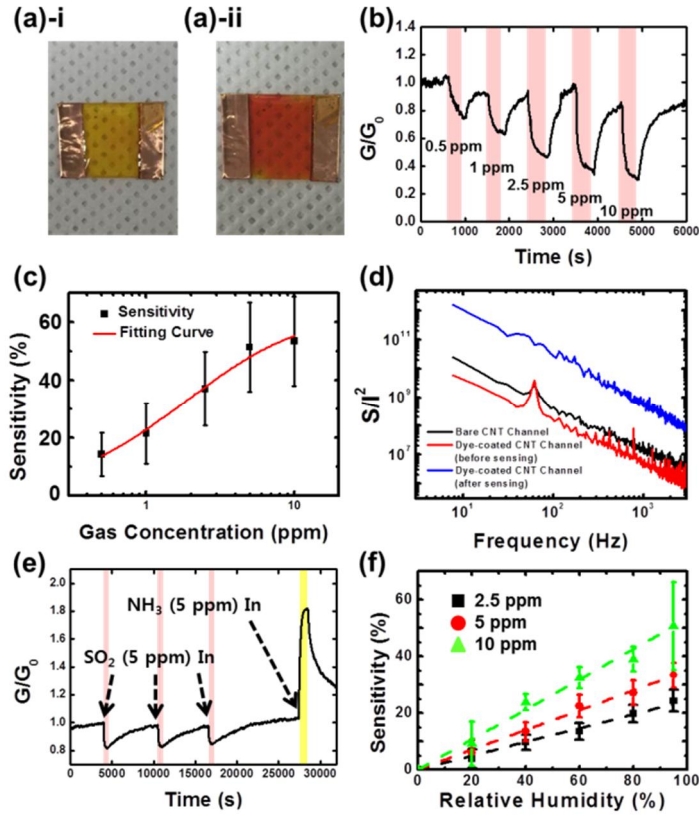 (a)-i
(a)-ii
(b)
G/G0
1.4
1.2
1.0
0.8
0.6
0.4
0.2
0.0
0.5 ppm
1 ppm
2.5 ppm
5 ppm
10 ppm
0 1000 2000 3000 4000 5000 6000
Time (s)
(c)
Sensitivity (%)
60
40
20
0
Sensitivity
Fitting Curve
1 10
Gas Concentration (ppm)
(d)
S/I²
10¹¹
10⁹
10⁷
Bare CNT Channel
Dye-coated CNT Channel
(before sensing)
Dye-coated CNT Channel
(after sensing)
10¹ 10² 10³
Frequency (Hz)
(e)
G/G0
2.0
1.8
1.6
1.4
1.2
1.0
0.8
NH₃ (5 ppm) In
SO₂ (5 ppm) In
0 5000 10000 15000 20000 25000 30000
Time (s)
(f)
Sensitivity (%)
60
40
20
0
2.5 ppm
5 ppm
10 ppm
0 20 40 60 80 100
Relative Humidity (%)